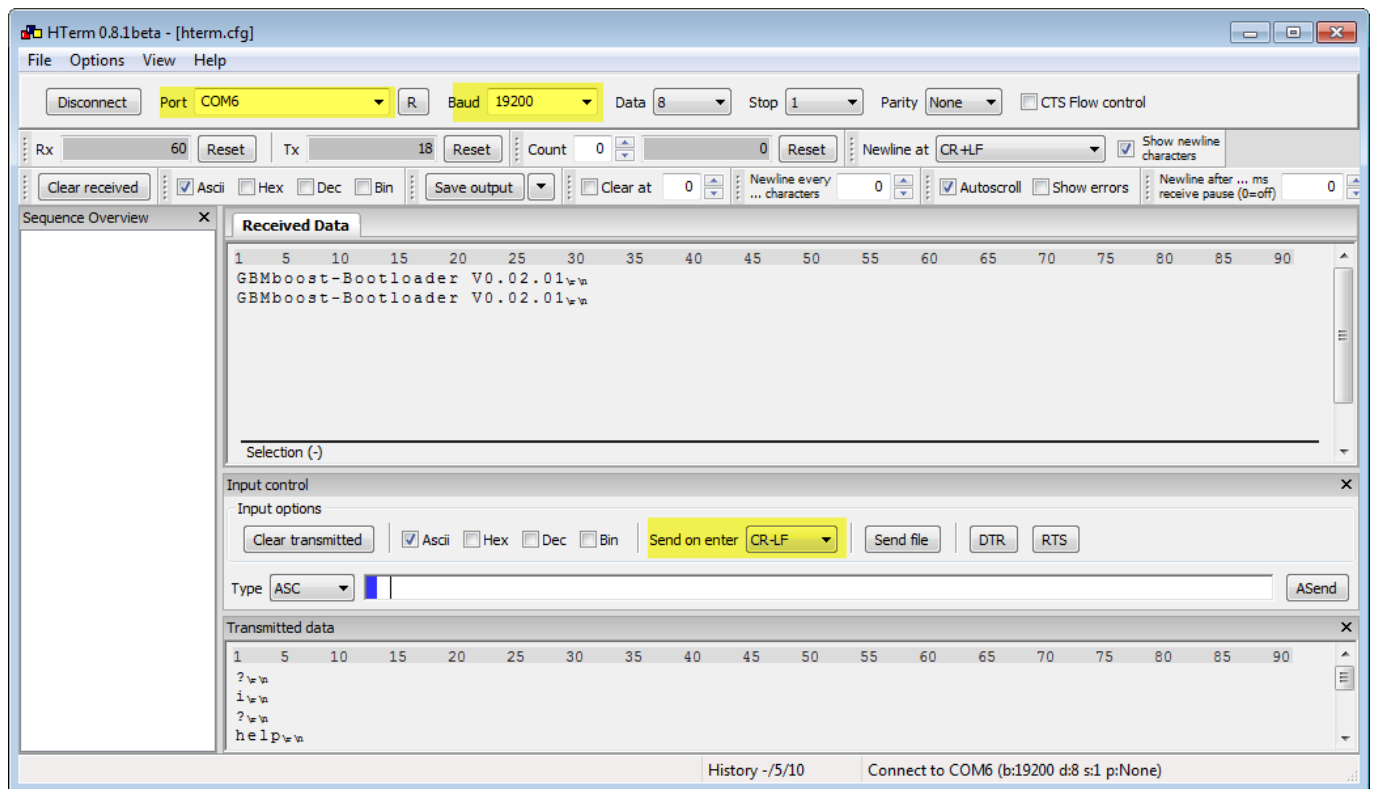 HTerm 0.8.1beta - [hterm.cfg]
File Options View Help
Disconnect Port COM6 R Baud 19200 Data 8 Stop 1 Parity None CTS Flow control
Rx 60 Reset Tx 18 Reset Count 0 0 Reset Newline at CR+LF Show newline characters
Clear received Ascii Hex Dec Bin Save output Clear at 0 Newline every ... characters 0 Autoscroll Show errors Newline after ... ms receive pause (0=off) 0
Sequence Overview
Received Data
1 5 10 15 20 25 30 35 40 45 50 55 60 65 70 75 80 85 90
GBMboost-Bootloader V0.02.01\r\n
GBMboost-Bootloader V0.02.01\r\n
Selection (-)
Input control
Input options
Clear transmitted Ascii Hex Dec Bin Send on enter CR-LF Send file DTR RTS
Type ASC ASend
Transmitted data
1 5 10 15 20 25 30 35 40 45 50 55 60 65 70 75 80 85 90
?\r\n
i\r\n
?\r\n
help\r\n
History -/5/10 Connect to COM6 (b:19200 d:8 s:1 p:None)